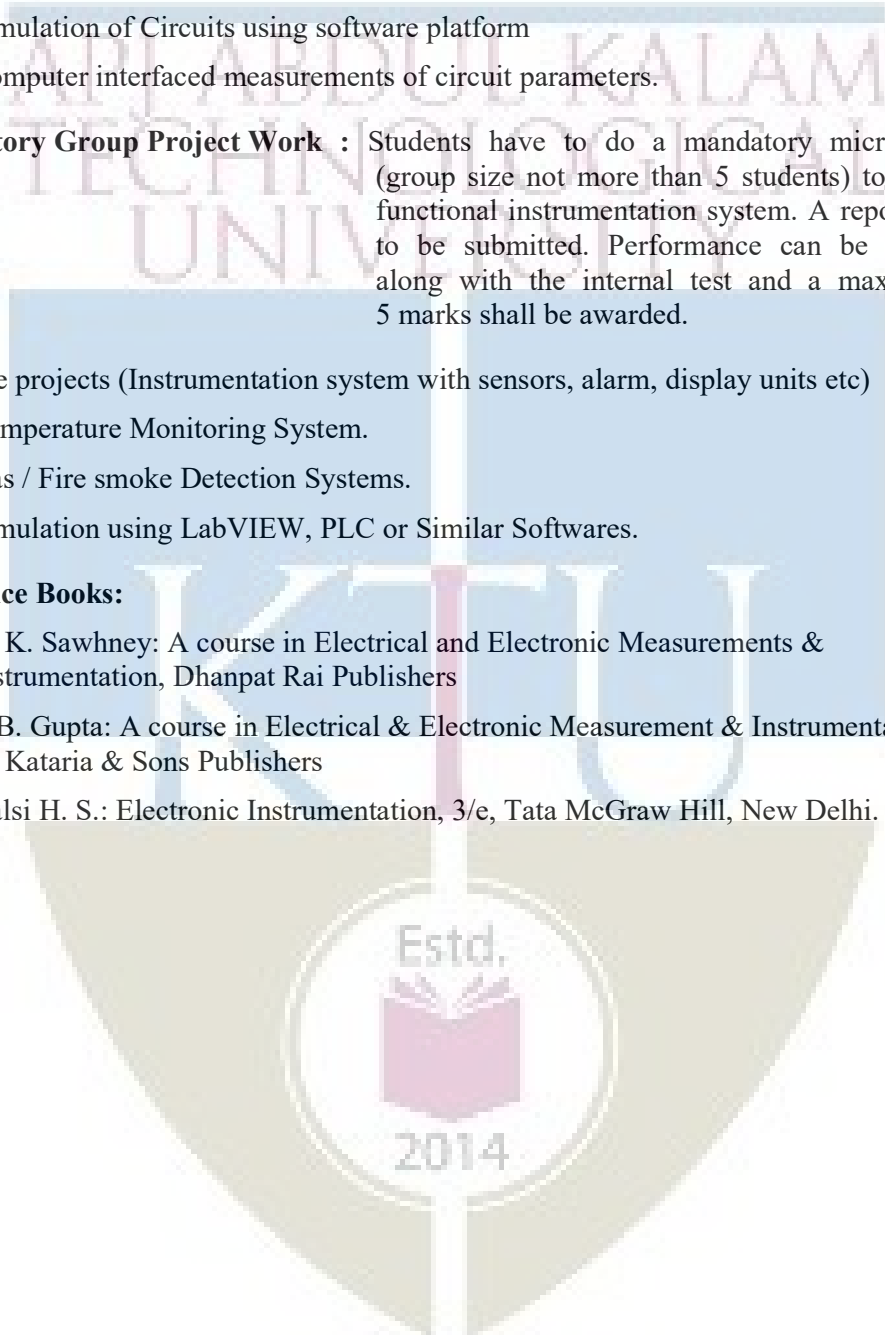 mulation of Circuits using software platform
omputer interfaced measurements of circuit parameters.
APJ ABDUL KALAM
TECHNOLOGICAL
UNIVERSITY
tory Group Project Work : Students have to do a mandatory micr
(group size not more than 5 students) to
functional instrumentation system. A repo
to be submitted. Performance can be
along with the internal test and a max
5 marks shall be awarded.
e projects (Instrumentation system with sensors, alarm, display units etc)
mperature Monitoring System.
as / Fire smoke Detection Systems.
mulation using LabVIEW, PLC or Similar Softwares.
KTU
ce Books:
K. Sawhney: A course in Electrical and Electronic Measurements &
strumentation, Dhanpat Rai Publishers
B. Gupta: A course in Electrical & Electronic Measurement & Instrumenta
Kataria & Sons Publishers
alsi H. S.: Electronic Instrumentation, 3/e, Tata McGraw Hill, New Delhi.
Estd.
2014